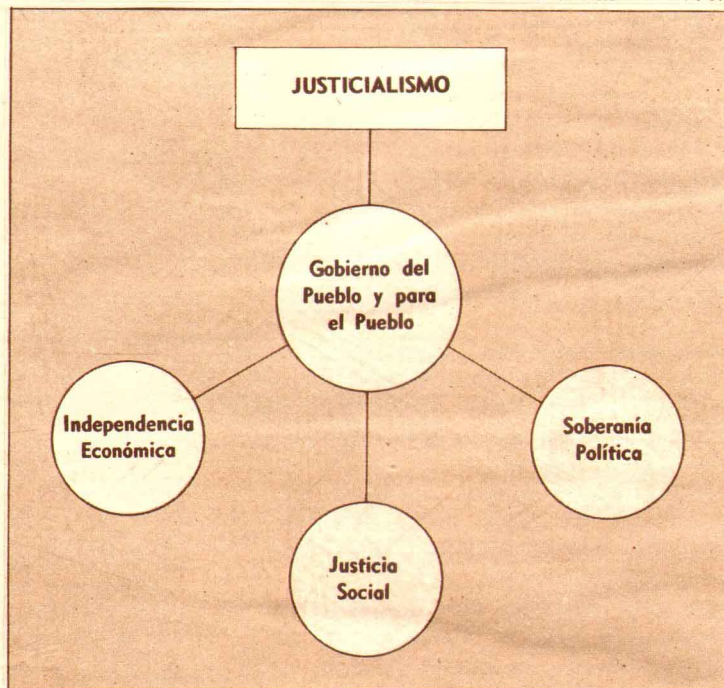 JUSTICIALISMO
Gobierno del
Pueblo y para
el Pueblo
Independencia
Económica
Soberanía
Política
Justicia
Social